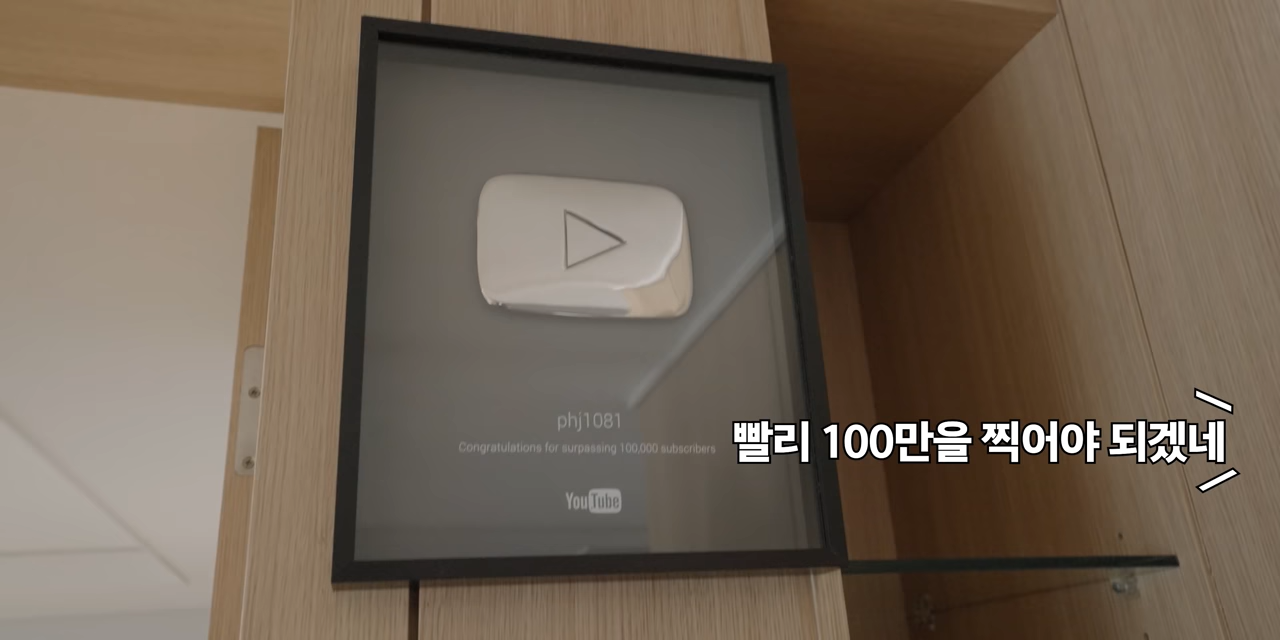 phj1081
Congratulations for surpassing 100,000 subscribers
빨리 100만을 찍어야 되겠네
YouTube